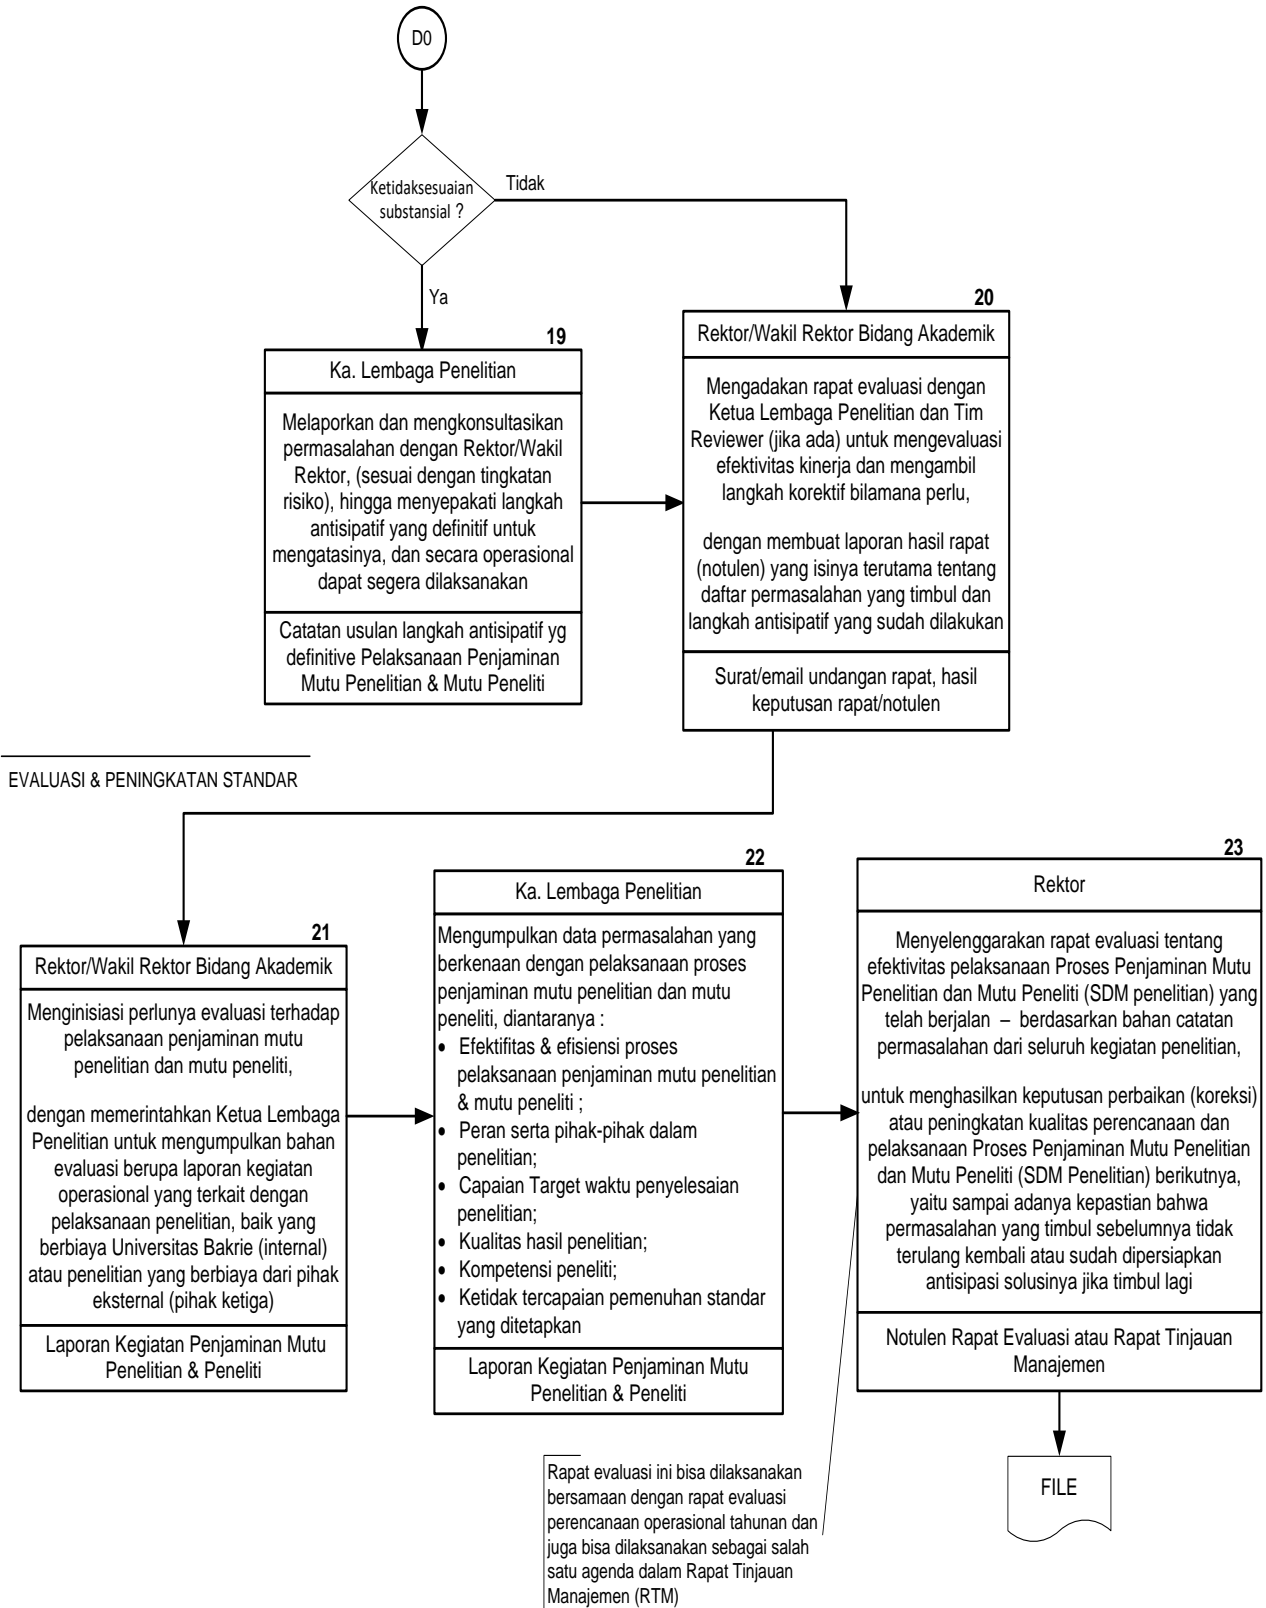 D0
Ketidaksesuaian
substansial ?
Tidak
Ya
19
Ka. Lembaga Penelitian
Melaporkan dan mengkonsultasikan
permasalahan dengan Rektor/Wakil
Rektor, (sesuai dengan tingkatan
risiko), hingga menyepakati langkah
antisipatif yang definitif untuk
mengatasinya, dan secara operasional
dapat segera dilaksanakan
Catatan usulan langkah antisipatif yg
definitive Pelaksanaan Penjaminan
Mutu Penelitian & Mutu Peneliti
20
Rektor/Wakil Rektor Bidang Akademik
Mengadakan rapat evaluasi dengan
Ketua Lembaga Penelitian dan Tim
Reviewer (jika ada) untuk mengevaluasi
efektivitas kinerja dan mengambil
langkah korektif bilamana perlu,
dengan membuat laporan hasil rapat
(notulen) yang isinya terutama tentang
daftar permasalahan yang timbul dan
langkah antisipatif yang sudah dilakukan
Surat/email undangan rapat, hasil
keputusan rapat/notulen
EVALUASI & PENINGKATAN STANDAR
21
Rektor/Wakil Rektor Bidang Akademik
Menginisiasi perlunya evaluasi terhadap
pelaksanaan penjaminan mutu
penelitian dan mutu peneliti,
dengan memerintahkan Ketua Lembaga
Penelitian untuk mengumpulkan bahan
evaluasi berupa laporan kegiatan
operasional yang terkait dengan
pelaksanaan penelitian, baik yang
berbiaya Universitas Bakrie (internal)
atau penelitian yang berbiaya dari pihak
eksternal (pihak ketiga)
Laporan Kegiatan Penjaminan Mutu
Penelitian & Peneliti
22
Ka. Lembaga Penelitian
Mengumpulkan data permasalahan yang
berkenaan dengan pelaksanaan proses
penjaminan mutu penelitian dan mutu
peneliti, diantaranya :
• Efektifitas & efisiensi proses
pelaksanaan penjaminan mutu penelitian
& mutu peneliti ;
• Peran serta pihak-pihak dalam
penelitian;
• Capaian Target waktu penyelesaian
penelitian;
• Kualitas hasil penelitian;
• Kompetensi peneliti;
• Ketidak tercapaian pemenuhan standar
yang ditetapkan
Laporan Kegiatan Penjaminan Mutu
Penelitian & Peneliti
23
Rektor
Menyelenggarakan rapat evaluasi tentang
efektivitas pelaksanaan Proses Penjaminan Mutu
Penelitian dan Mutu Peneliti (SDM penelitian) yang
telah berjalan – berdasarkan bahan catatan
permasalahan dari seluruh kegiatan penelitian,
untuk menghasilkan keputusan perbaikan (koreksi)
atau peningkatan kualitas perencanaan dan
pelaksanaan Proses Penjaminan Mutu Penelitian
dan Mutu Peneliti (SDM Penelitian) berikutnya,
yaitu sampai adanya kepastian bahwa
permasalahan yang timbul sebelumnya tidak
terulang kembali atau sudah dipersiapkan
antisipasi solusinya jika timbul lagi
Notulen Rapat Evaluasi atau Rapat Tinjauan
Manajemen
Rapat evaluasi ini bisa dilaksanakan
bersamaan dengan rapat evaluasi
perencanaan operasional tahunan dan
juga bisa dilaksanakan sebagai salah
satu agenda dalam Rapat Tinjauan
Manajemen (RTM)
FILE